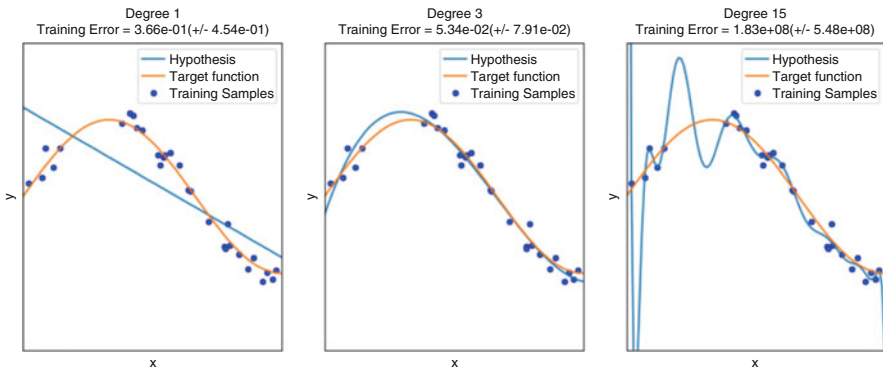 Degree 1
Training Error = 3.66e-01(+/- 4.54e-01)
Hypothesis
Target function
Training Samples
y
x
Degree 3
Training Error = 5.34e-02(+/- 7.91e-02)
Hypothesis
Target function
Training Samples
y
x
Degree 15
Training Error = 1.83e+08(+/- 5.48e+08)
Hypothesis
Target function
Training Samples
y
x